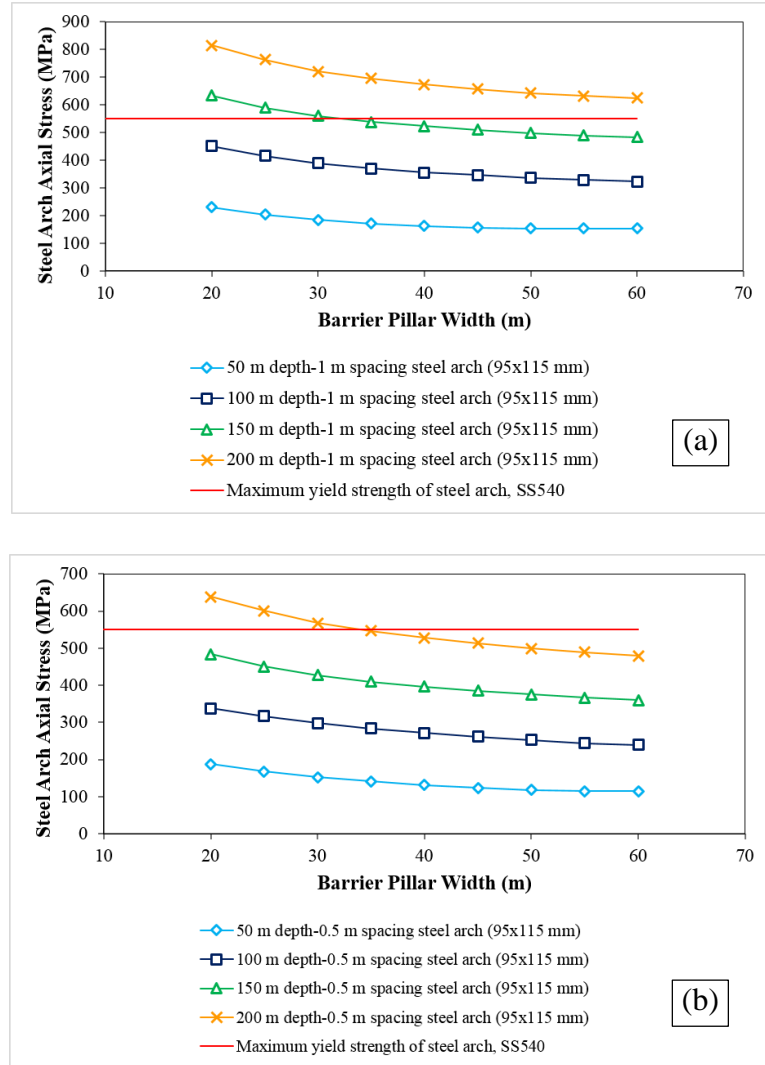 900
800
700
600
500
400
300
200
100
0
Steel Arch Axial Stress (MPa)
10 20 30 40 50 60 70
Barrier Pillar Width (m)
50 m depth-1 m spacing steel arch (95x115 mm)
100 m depth-1 m spacing steel arch (95x115 mm)
150 m depth-1 m spacing steel arch (95x115 mm)
200 m depth-1 m spacing steel arch (95x115 mm)
Maximum yield strength of steel arch, SS540
(a)
700
600
500
400
300
200
100
0
Steel Arch Axial Stress (MPa)
10 20 30 40 50 60 70
Barrier Pillar Width (m)
50 m depth-0.5 m spacing steel arch (95x115 mm)
100 m depth-0.5 m spacing steel arch (95x115 mm)
150 m depth-0.5 m spacing steel arch (95x115 mm)
200 m depth-0.5 m spacing steel arch (95x115 mm)
Maximum yield strength of steel arch, SS540
(b)